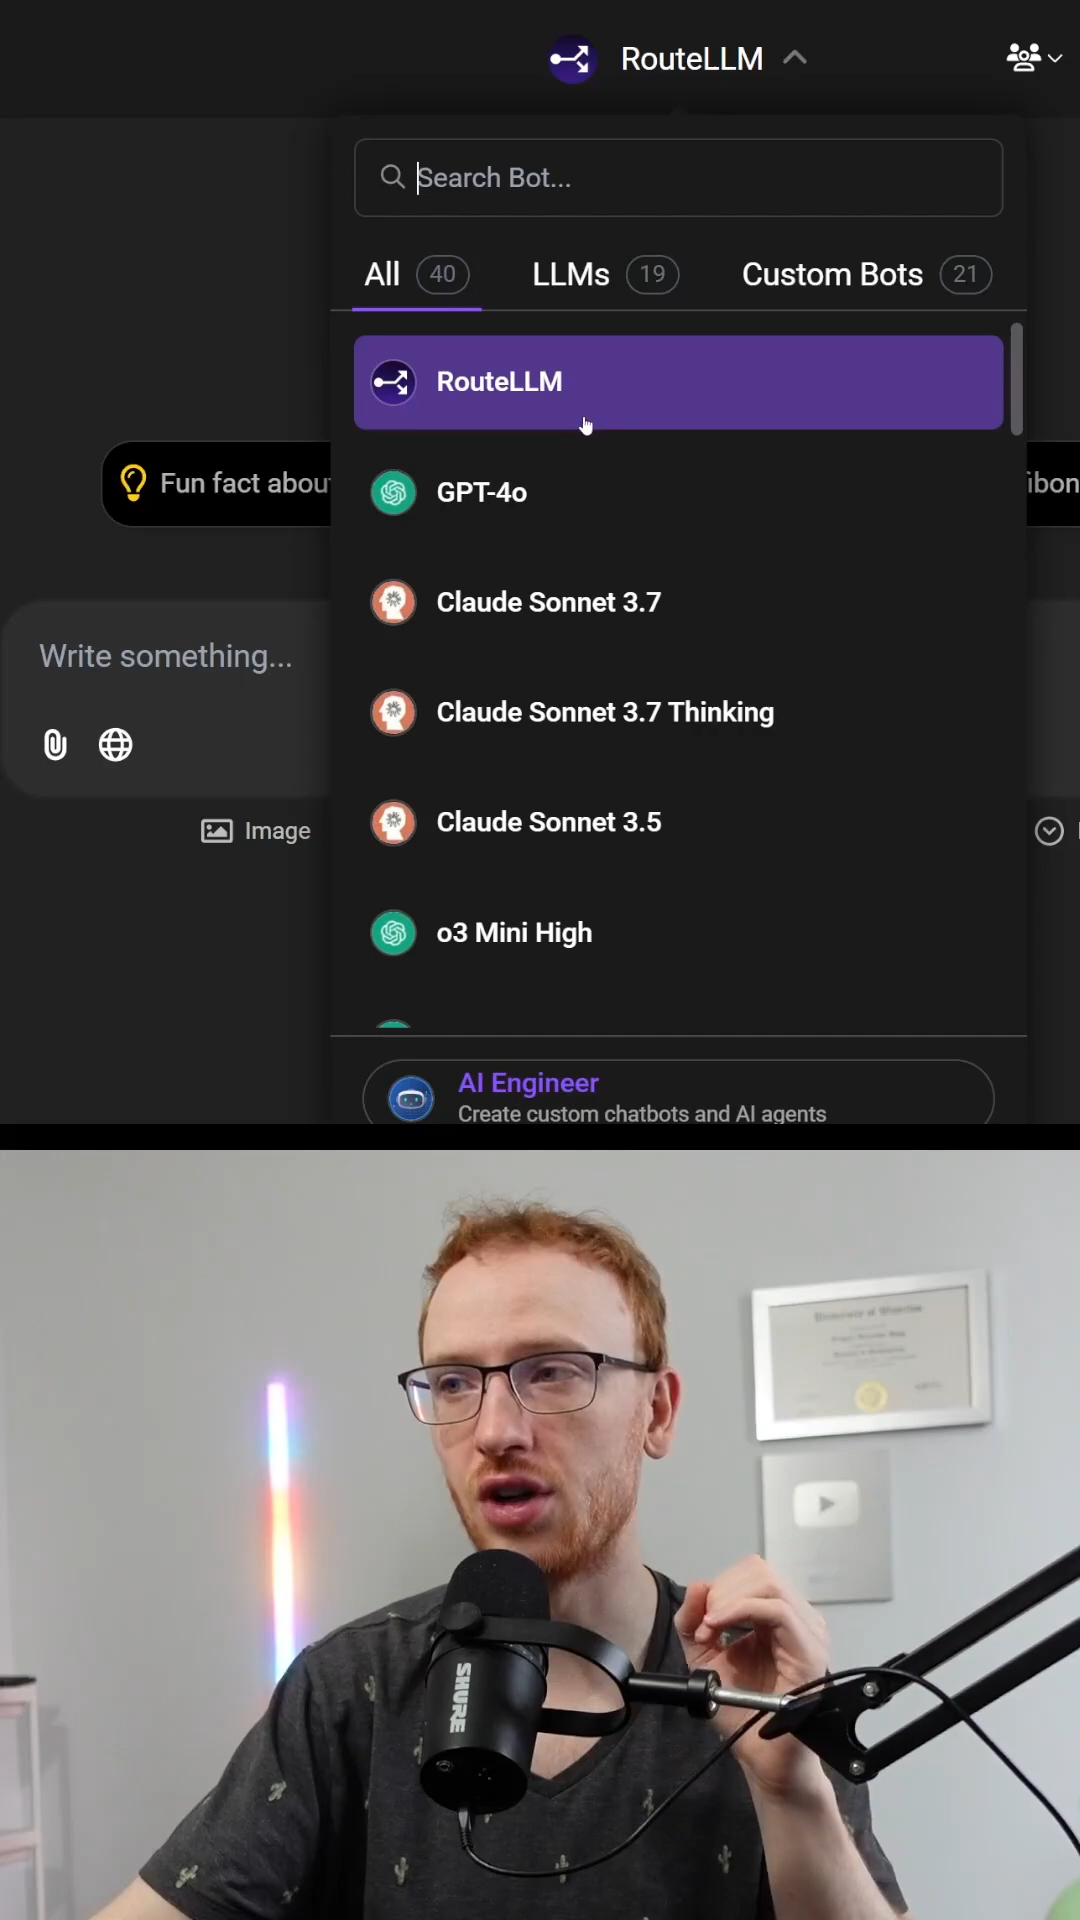 RouteLLM
Search Bot...
All 40 LLMs 19 Custom Bots 21
RouteLLM
GPT-4o
Fun fact abou
ibon
Claude Sonnet 3.7
Write something...
Claude Sonnet 3.7 Thinking
Claude Sonnet 3.5
Image
o3 Mini High
AI Engineer
Create custom chatbots and AI agents
SHURE